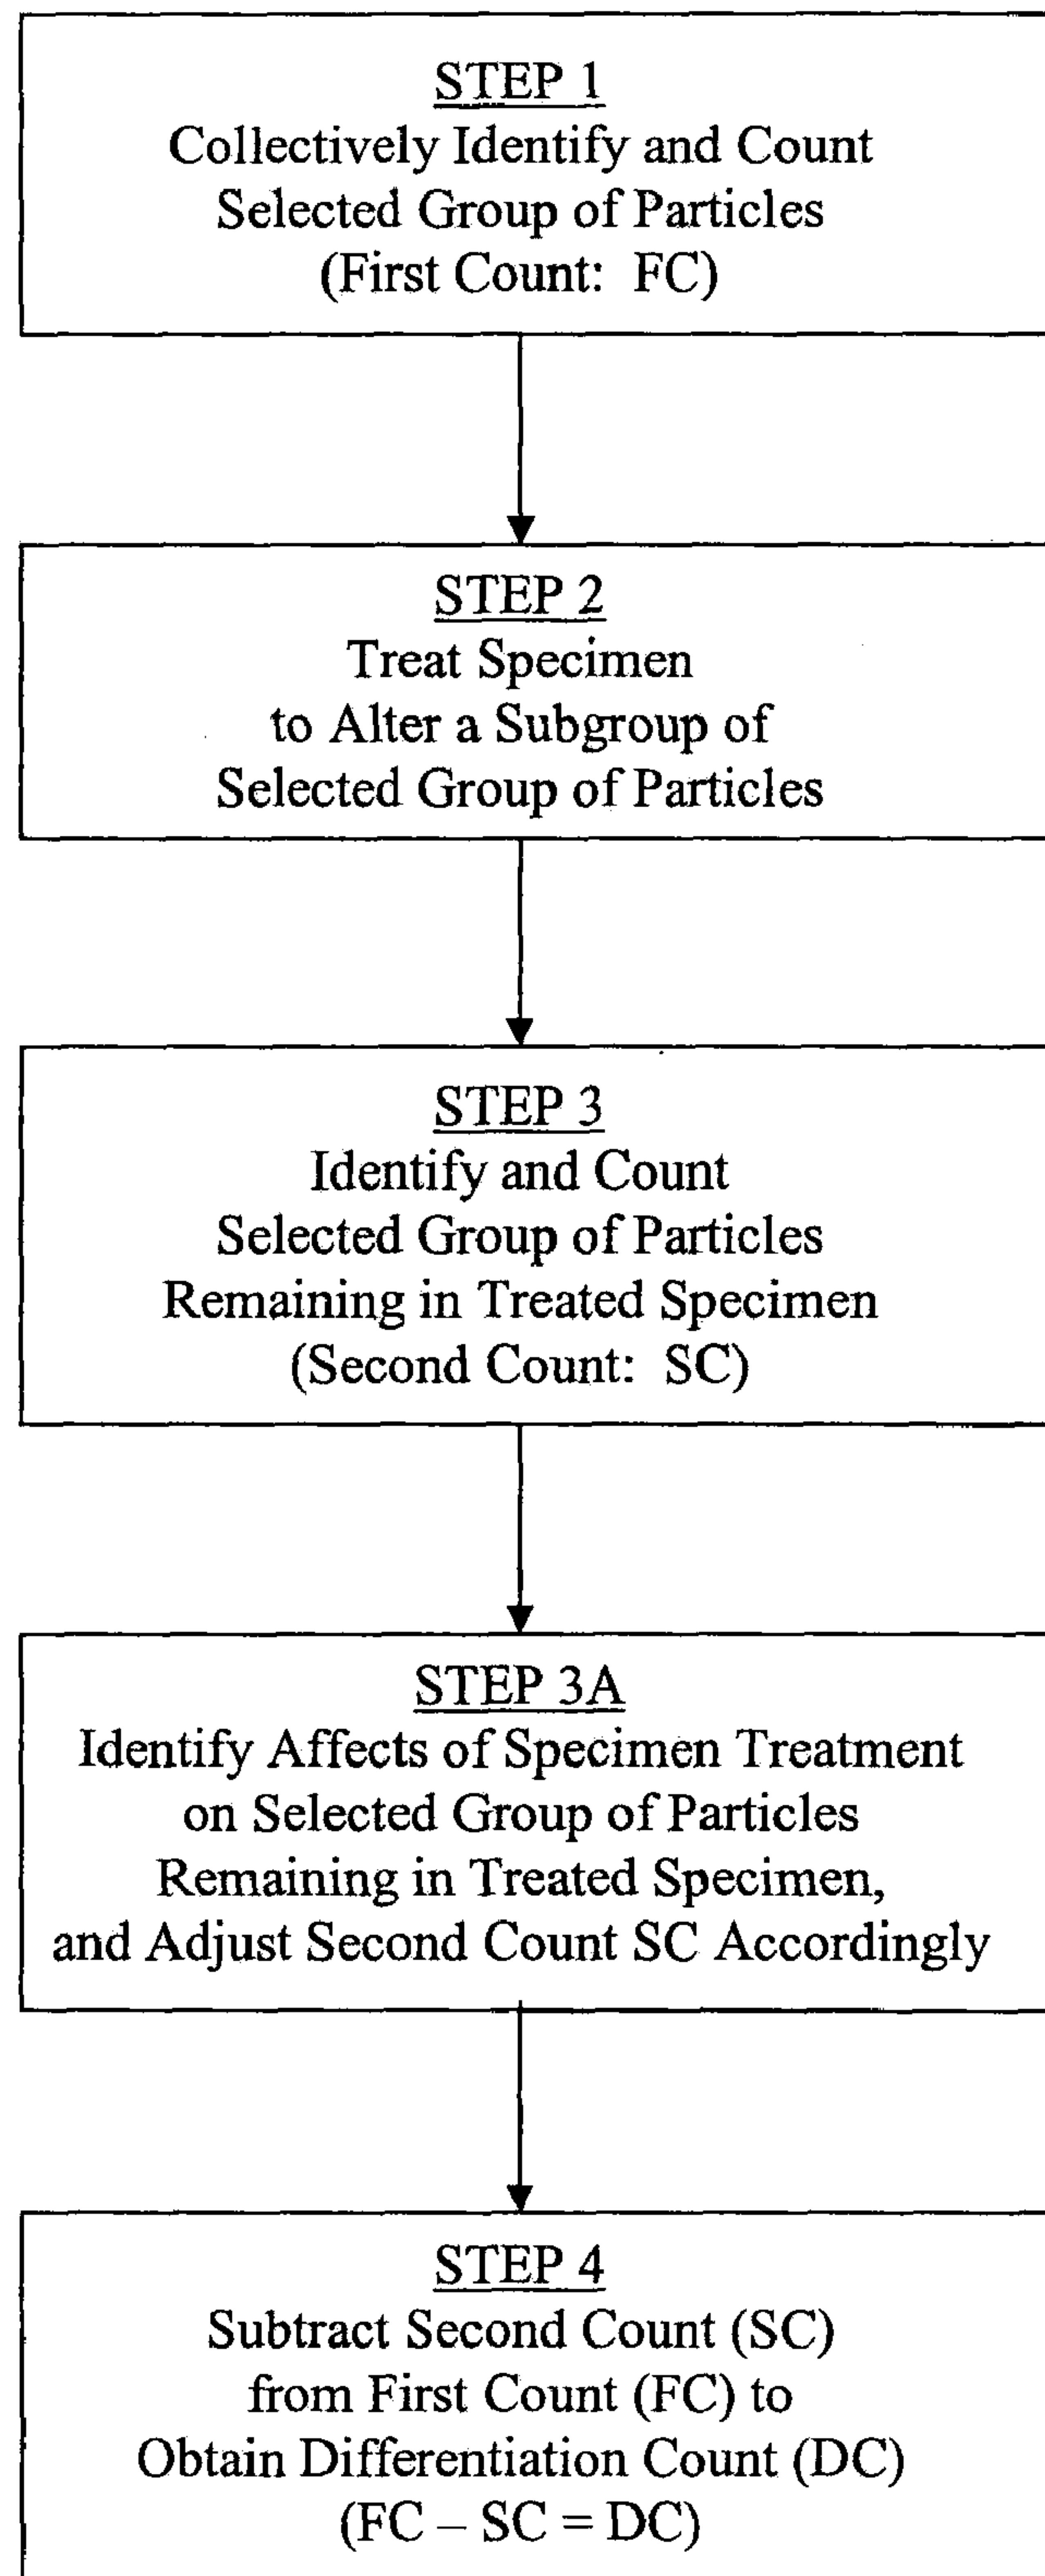 STEP 1
Collectively Identify and Count
Selected Group of Particles
(First Count: FC)
STEP 2
Treat Specimen
to Alter a Subgroup of
Selected Group of Particles
STEP 3
Identify and Count
Selected Group of Particles
Remaining in Treated Specimen
(Second Count: SC)
STEP 3A
Identify Affects of Specimen Treatment
on Selected Group of Particles
Remaining in Treated Specimen,
and Adjust Second Count SC Accordingly
STEP 4
Subtract Second Count (SC)
from First Count (FC) to
Obtain Differentiation Count (DC)
(FC – SC = DC)